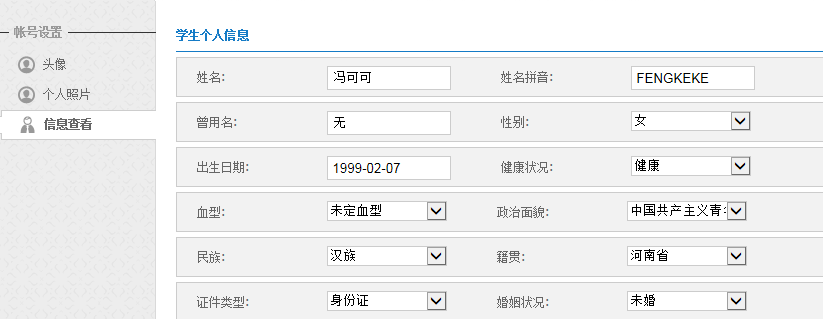 帐号设置
头像
个人照片
信息查看
学生个人信息
姓名: 冯可可 姓名拼音: FENGKEKE
曾用名: 无 性别: 女
出生日期: 1999-02-07 健康状况: 健康
血型: 未定血型 政治面貌: 中国共产主义青
民族: 汉族 籍贯: 河南省
证件类型: 身份证 婚姻状况: 未婚